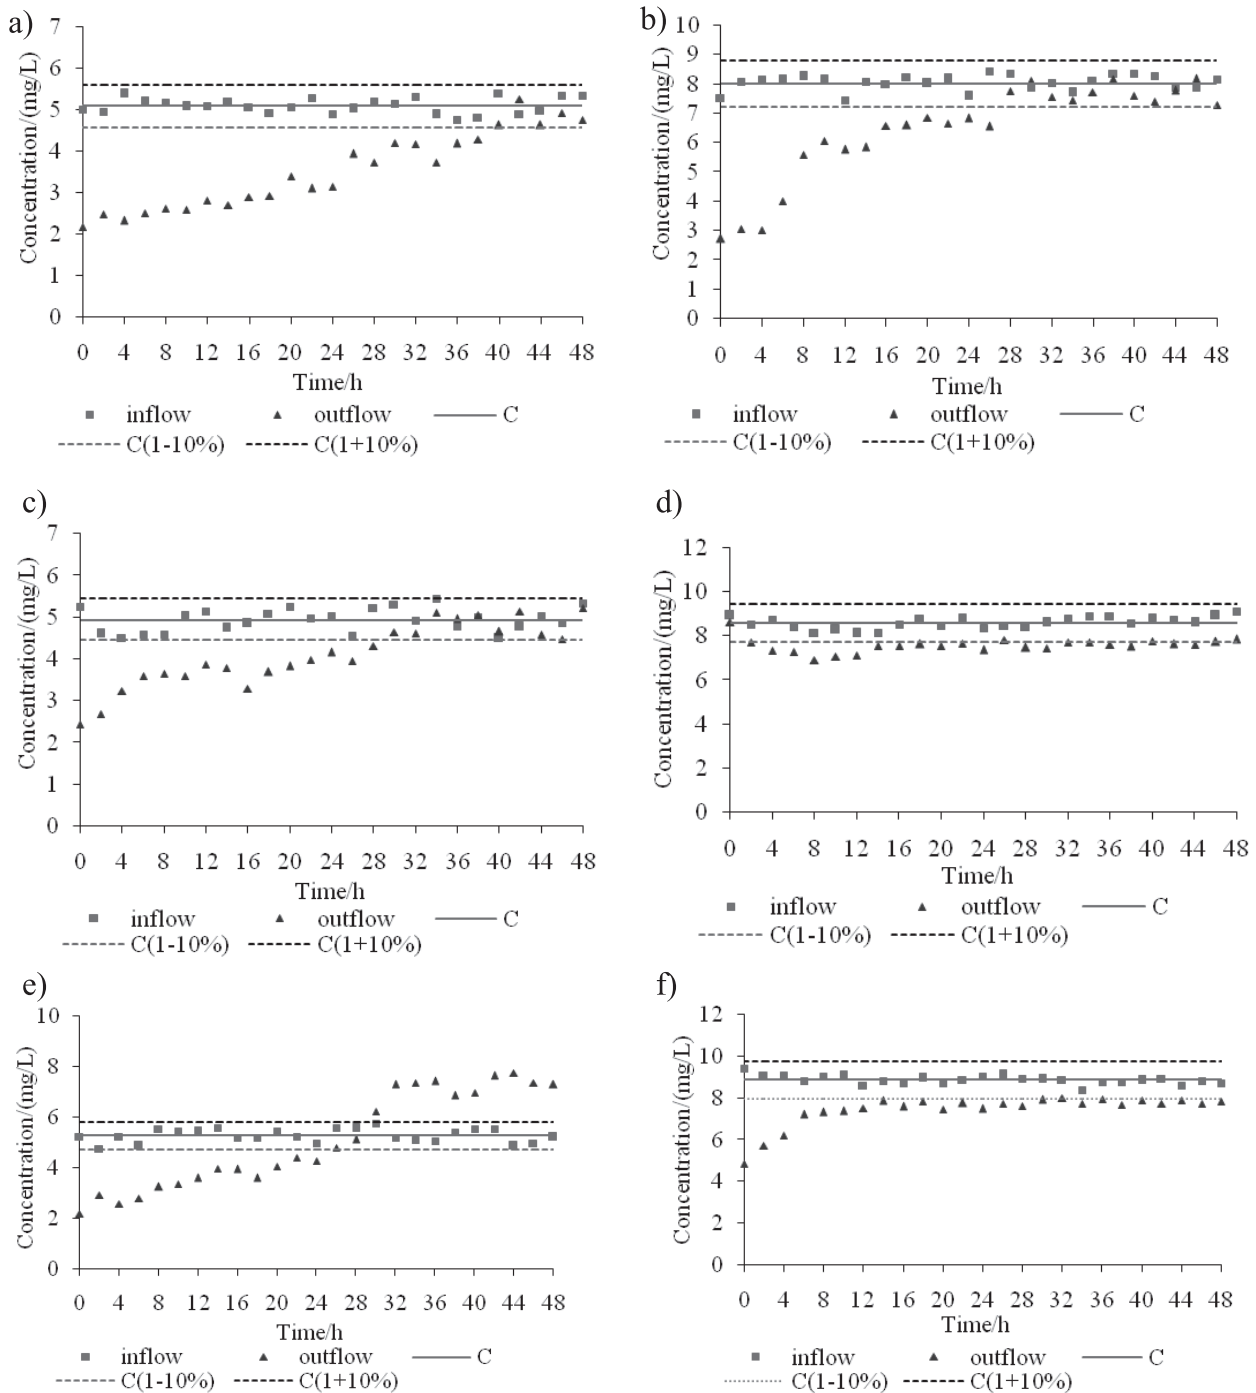 a)
Concentration/(mg/L)
7
6
5
4
3
2
1
0
0 4 8 12 16 20 24 28 32 36 40 44 48
Time/h
inflow outflow C
C(1-10%) C(1+10%)
b)
Concentration/(mg/L)
10
9
8
7
6
5
4
3
2
1
0
0 4 8 12 16 20 24 28 32 36 40 44 48
Time/h
inflow outflow C
C(1-10%) C(1+10%)
c)
Concentration/(mg/L)
7
6
5
4
3
2
1
0
0 4 8 12 16 20 24 28 32 36 40 44 48
Time/h
inflow outflow C
C(1-10%) C(1+10%)
d)
Concentration/(mg/L)
12
10
8
6
4
2
0
0 4 8 12 16 20 24 28 32 36 40 44 48
Time/h
inflow outflow C
C(1-10%) C(1+10%)
e)
Concentration/(mg/L)
10
8
6
4
2
0
0 4 8 12 16 20 24 28 32 36 40 44 48
Time/h
inflow outflow C
C(1-10%) C(1+10%)
f)
Concentration/(mg/L)
12
10
8
6
4
2
0
0 4 8 12 16 20 24 28 32 36 40 44 48
Time/h
inflow outflow C
C(1-10%) C(1+10%)